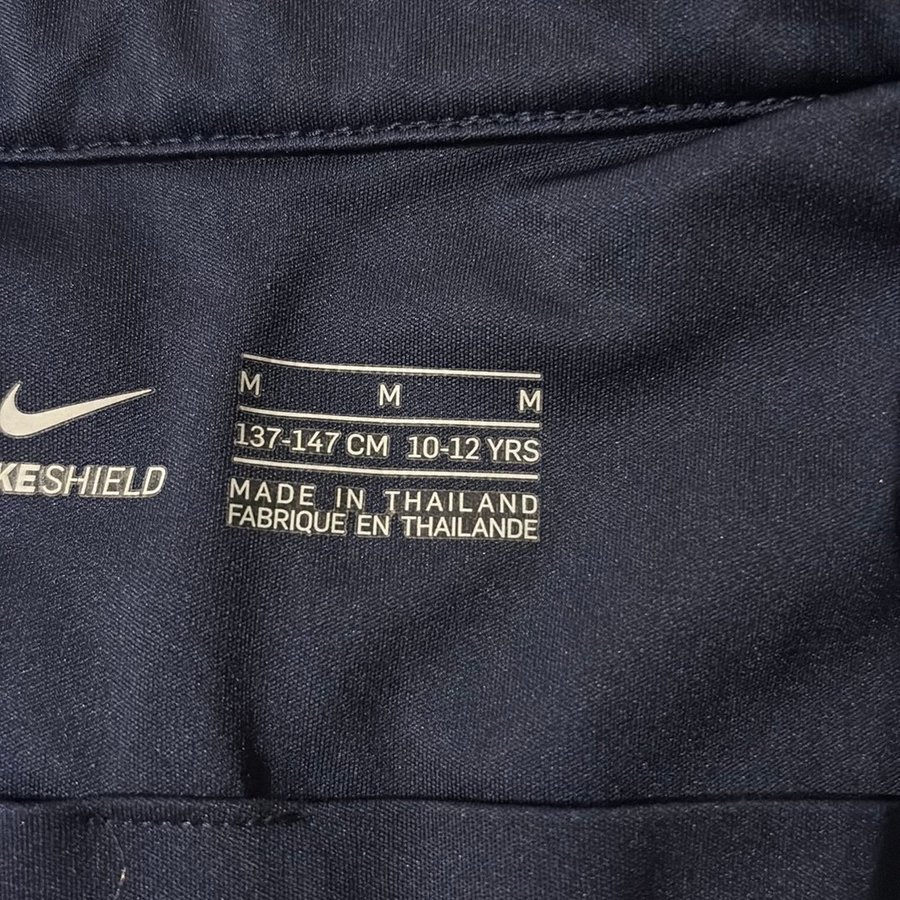 KESHIELD
M M M
137-147 CM 10-12 YRS
MADE IN THAILAND
FABRIQUE EN THAILANDE